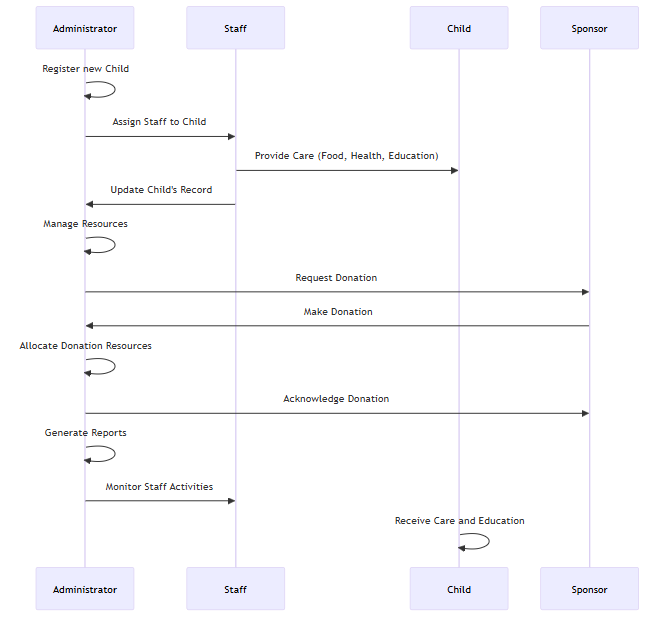 Administrator
Staff
Child
Sponsor
Register new Child
Assign Staff to Child
Provide Care (Food, Health, Education)
Update Child's Record
Manage Resources
Request Donation
Make Donation
Allocate Donation Resources
Acknowledge Donation
Generate Reports
Monitor Staff Activities
Receive Care and Education
Administrator
Staff
Child
Sponsor